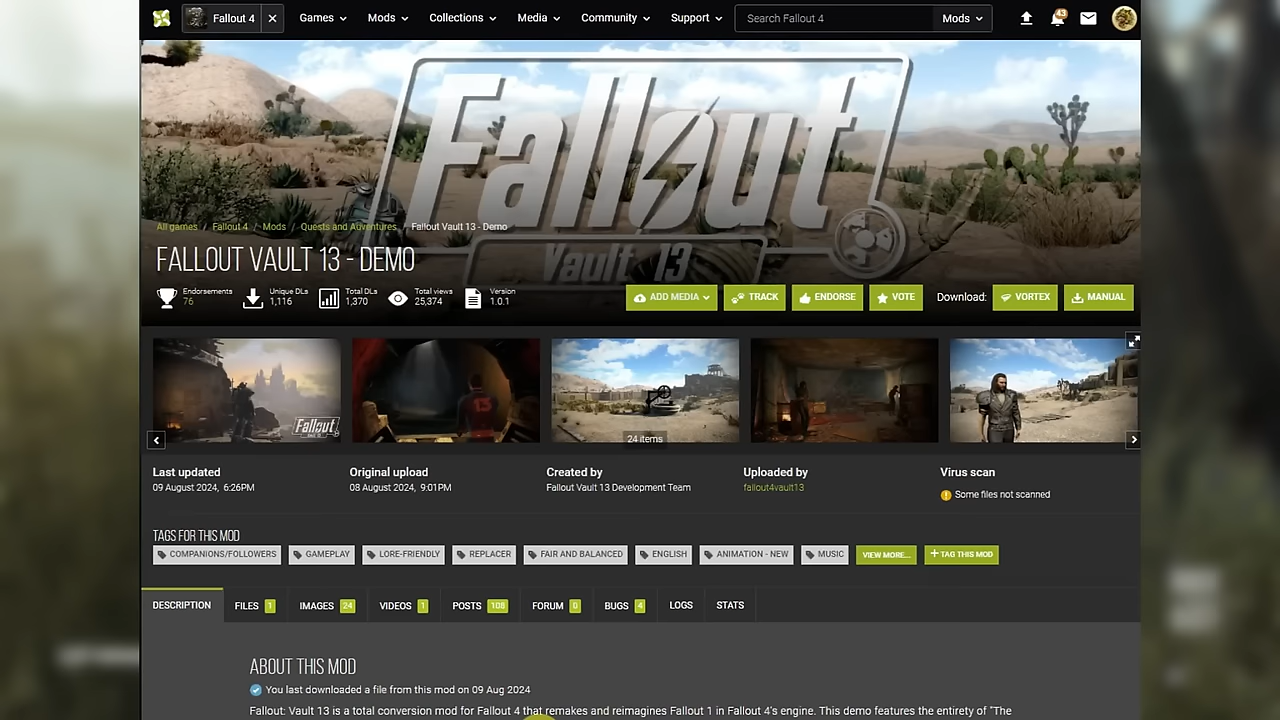 Fallout 4
Games
Mods
Collections
Media
Community
Support
Search Fallout 4
Mods
43
Fallout
Vault 13
All games / Fallout 4 / Mods / Quests and Adventures / Fallout Vault 13 - Demo
FALLOUT VAULT 13 - DEMO
Endorsements
76
Unique DLs
1,116
Total DLs
1,370
Total views
25,374
Version
1.0.1
ADD MEDIA
TRACK
ENDORSE
VOTE
Download:
VORTEX
MANUAL
Fallout
13
24 items
Last updated
09 August 2024, 6:26PM
Original upload
08 August 2024, 9:01PM
Created by
Fallout Vault 13 Development Team
Uploaded by
fallout4vault13
Virus scan
Some files not scanned
TAGS FOR THIS MOD
COMPANIONS/FOLLOWERS
GAMEPLAY
LORE-FRIENDLY
REPLACER
FAIR AND BALANCED
ENGLISH
ANIMATION - NEW
MUSIC
VIEW MORE...
TAG THIS MOD
DESCRIPTION
FILES 1
IMAGES 24
VIDEOS 1
POSTS 108
FORUM 0
BUGS 4
LOGS
STATS
ABOUT THIS MOD
You last downloaded a file from this mod on 09 Aug 2024
Fallout: Vault 13 is a total conversion mod for Fallout 4 that remakes and reimagines Fallout 1 in Fallout 4's engine. This demo features the entirety of "The